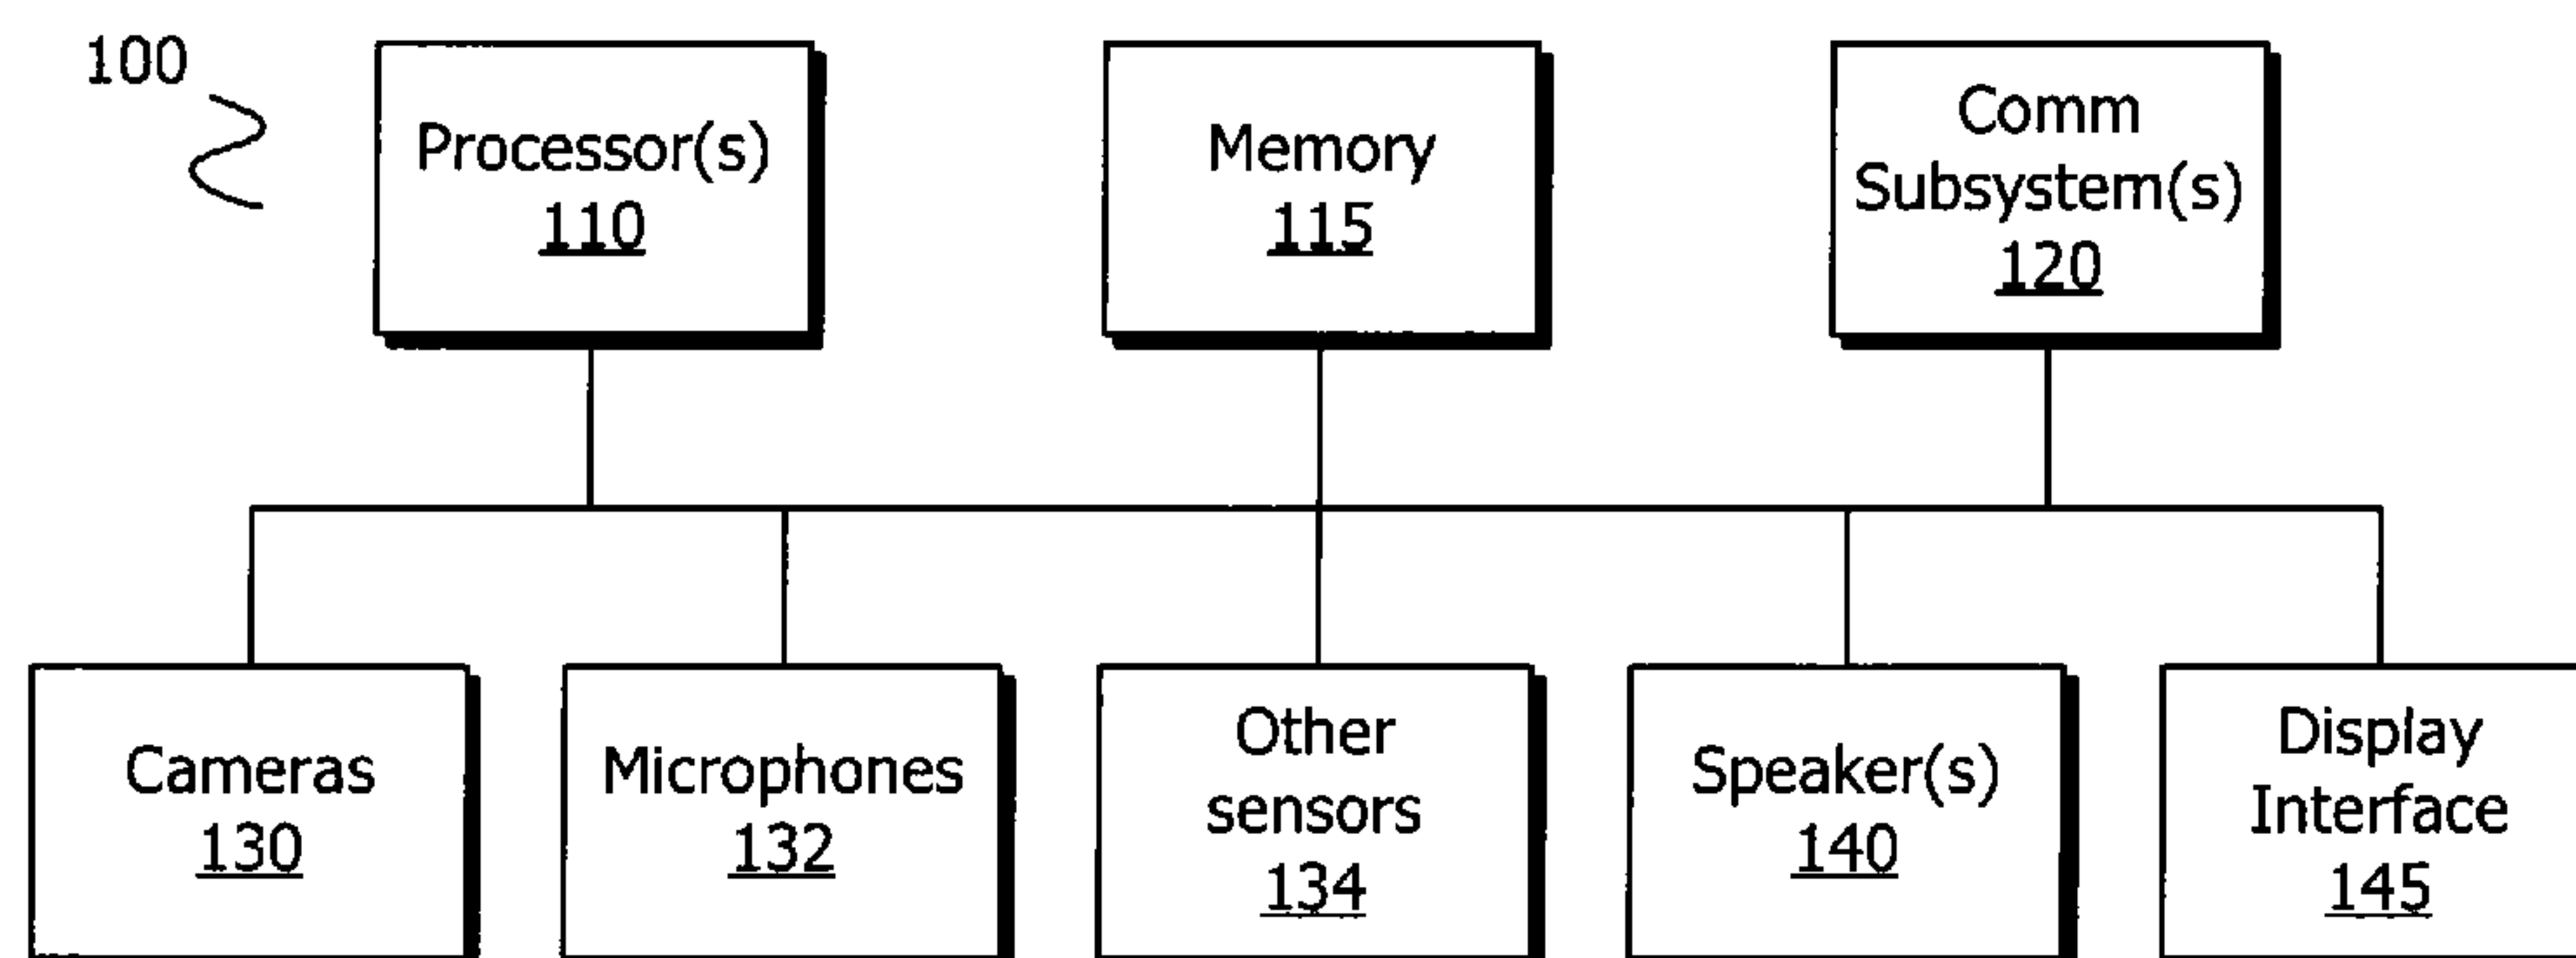 100
Processor(s)
110
Memory
115
Comm
Subsystem(s)
120
Cameras
130
Microphones
132
Other
sensors
134
Speaker(s)
140
Display
Interface
145